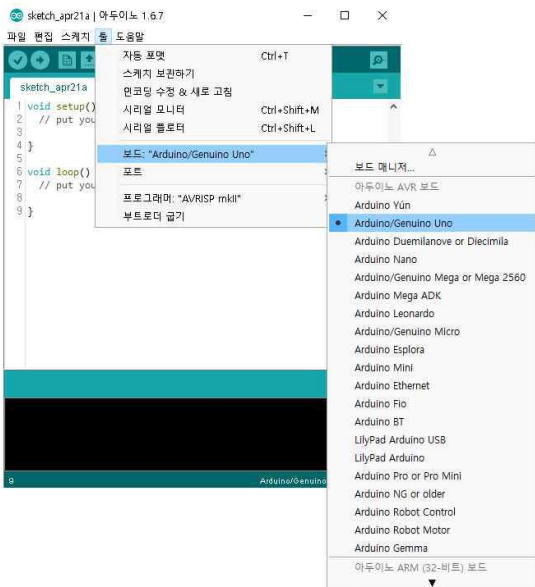 sketch_apr21a | 아두이노 1.6.7
파일 편집 스케치 툴 도움말
sketch_apr21a
1 void setup()
2 // put you
3
4 }
5
6 void loop()
7 // put you
8
9 }
자동 포맷 Ctrl+T
스케치 보관하기
인코딩 수정 & 새로 고침
시리얼 모니터 Ctrl+Shift+M
시리얼 플로터 Ctrl+Shift+L
보드: "Arduino/Genuino Uno"
포트
프로그래머: "AVRISP mkII"
부트로더 굽기
보드 매니저...
아두이노 AVR 보드
Arduino Yún
Arduino/Genuino Uno
Arduino Duemilanove or Diecimila
Arduino Nano
Arduino/Genuino Mega or Mega 2560
Arduino Mega ADK
Arduino Leonardo
Arduino/Genuino Micro
Arduino Esplora
Arduino Mini
Arduino Ethernet
Arduino Fio
Arduino BT
LilyPad Arduino USB
LilyPad Arduino
Arduino Pro or Pro Mini
Arduino NG or older
Arduino Robot Control
Arduino Robot Motor
Arduino Gemma
아두이노 ARM (32-비트) 보드
9 Arduino/Genuino